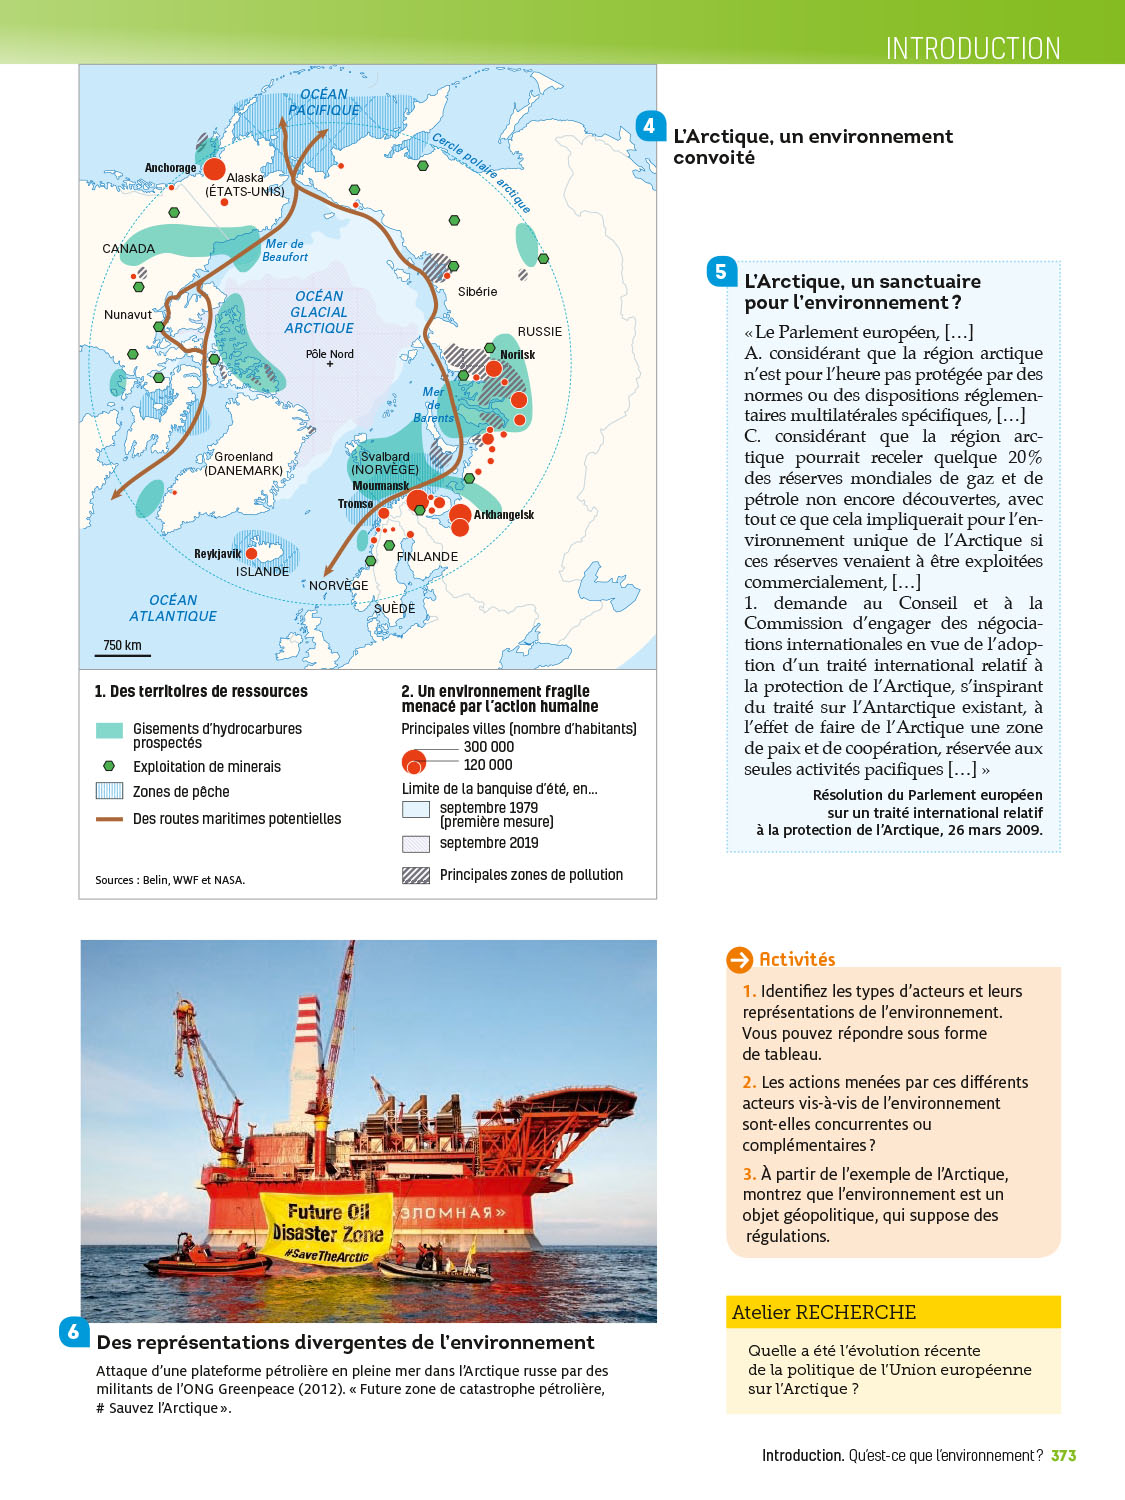 INTRODUCTION
OCÉAN
PACIFIQUE
Cercle polaire arctique
Anchorage
Alaska
(ÉTATS-UNIS)
CANADA
Mer de
Beaufort
Nunavut
OCÉAN
GLACIAL
ARCTIQUE
Pôle Nord
Sibérie
RUSSIE
Norilsk
Mer
de
Barents
Groenland
(DANEMARK)
Svalbard
(NORVÈGE)
Mourmansk
Tromsø
Arkhangelsk
Reykjavik
ISLANDE
FINLANDE
NORVÈGE
SUÈDE
OCÉAN
ATLANTIQUE
750 km
1. Des territoires de ressources
Gisements d'hydrocarbures
prospectés
Exploitation de minerais
Zones de pêche
Des routes maritimes potentielles
Sources : Belin, WWF et NASA.
2. Un environnement fragile
menacé par l'action humaine
Principales villes (nombre d'habitants)
300 000
120 000
Limite de la banquise d'été, en...
septembre 1979
(première mesure)
septembre 2019
Principales zones de pollution
4
L'Arctique, un environnement
convoité
5
L'Arctique, un sanctuaire
pour l'environnement ?
« Le Parlement européen, […]
A. considérant que la région arctique
n'est pour l'heure pas protégée par des
normes ou des dispositions réglemen-
taires multilatérales spécifiques, […]
C. considérant que la région arc-
tique pourrait receler quelque 20 %
des réserves mondiales de gaz et de
pétrole non encore découvertes, avec
tout ce que cela impliquerait pour l'en-
vironnement unique de l'Arctique si
ces réserves venaient à être exploitées
commercialement, […]
1. demande au Conseil et à la
Commission d'engager des négocia-
tions internationales en vue de l'adop-
tion d'un traité international relatif à
la protection de l'Arctique, s'inspirant
du traité sur l'Antarctique existant, à
l'effet de faire de l'Arctique une zone
de paix et de coopération, réservée aux
seules activités pacifiques […] »
Résolution du Parlement européen
sur un traité international relatif
à la protection de l'Arctique, 26 mars 2009.
Future Oil
Disaster Zone
#SaveTheArctic
ЗЛОМНАЯ»
6
Des représentations divergentes de l'environnement
Attaque d'une plateforme pétrolière en pleine mer dans l'Arctique russe par des
militants de l'ONG Greenpeace (2012). « Future zone de catastrophe pétrolière,
# Sauvez l'Arctique ».
Activités
1. Identifiez les types d'acteurs et leurs
représentations de l'environnement.
Vous pouvez répondre sous forme
de tableau.
2. Les actions menées par ces différents
acteurs vis-à-vis de l'environnement
sont-elles concurrentes ou
complémentaires ?
3. À partir de l'exemple de l'Arctique,
montrez que l'environnement est un
objet géopolitique, qui suppose des
régulations.
Atelier RECHERCHE
Quelle a été l'évolution récente
de la politique de l'Union européenne
sur l'Arctique ?
Introduction. Qu'est-ce que l'environnement ? 373